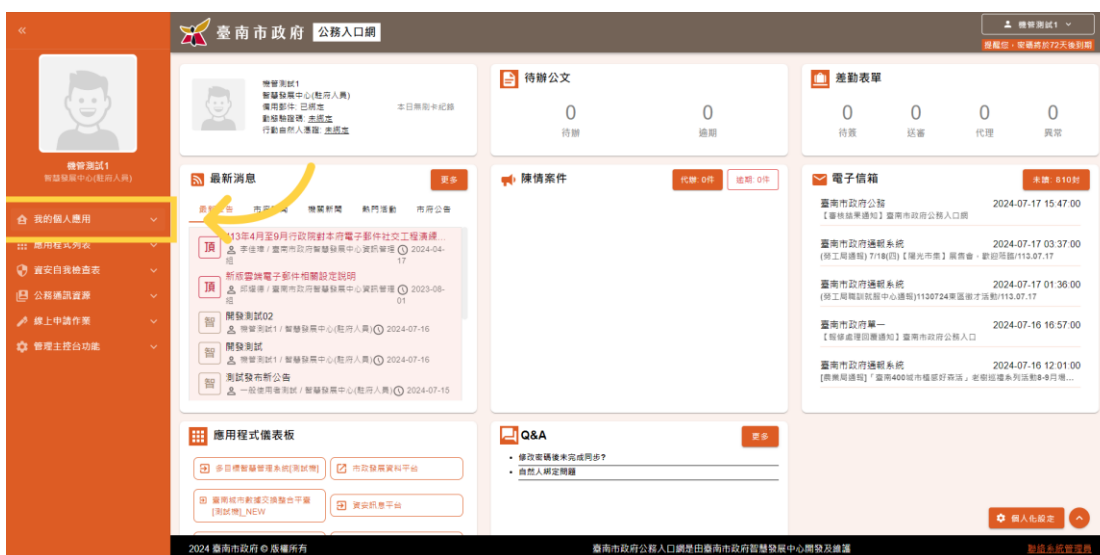 臺南市政府 公務入口網
機管測試1
提醒您，密碼將於72天後到期
機管測試1
智慧發展中心(駐府人員)
我的個人應用
應用程式列表
資安自我檢查表
公務通訊資源
線上申請作業
管理主控台功能
機管測試1
智慧發展中心(駐府人員)
備用郵件: 已綁定
動態驗證碼: 未綁定
行動自然人憑證: 未綁定
本日無刷卡紀錄
待辦公文
0 0
待辦 逾期
差勤表單
0 0 0 0
待簽 送審 代理 異常
最新消息 更多
市府新聞 機關新聞 熱門活動 市府公告
113年4月至9月行政院對本府電子郵件社交工程演練...
頂 李佳瑋 / 臺南市政府智慧發展中心資訊管理組 2024-04-17
新版雲端電子郵件相關設定說明
頂 邱煒傑 / 臺南市政府智慧發展中心資訊管理組 2023-08-01
智 開發測試02
機管測試1 / 智慧發展中心(駐府人員) 2024-07-16
智 開發測試
機管測試1 / 智慧發展中心(駐府人員) 2024-07-16
智 測試發布新公告
一般使用者測試 / 智慧發展中心(駐府人員) 2024-07-15
陳情案件 代辦: 0件 逾期: 0件
電子信箱 未讀: 610封
臺南市政府公務 2024-07-17 15:47:00
【審核結果通知】臺南市政府公務人口網
臺南市政府通報系統 2024-07-17 03:37:00
(勞工局通報) 7/18(四)【陽光市集】展售會，歡迎蒞臨/113.07.17
臺南市政府通報系統 2024-07-17 01:36:00
(勞工局職訓就服中心通報)1130724東區徵才活動/113.07.17
臺南市政府單一 2024-07-16 16:57:00
【報修處理回覆通知】臺南市政府公務人口
臺南市政府通報系統 2024-07-16 12:01:00
[農業局通報]「臺南400城市植感好森活」老樹巡禮系列活動8-9月場...
應用程式儀表板
多目標智慧管理系統[測試機]
市政發展資料平台
臺南城市數據交換整合平臺[測試機]_NEW
資安訊息平台
Q&A 更多
修改密碼後未完成同步?
自然人綁定問題
個人化設定
2024 臺南市政府 © 版權所有
臺南市政府公務入口網是由臺南市政府智慧發展中心開發及維護
聯絡系統管理員